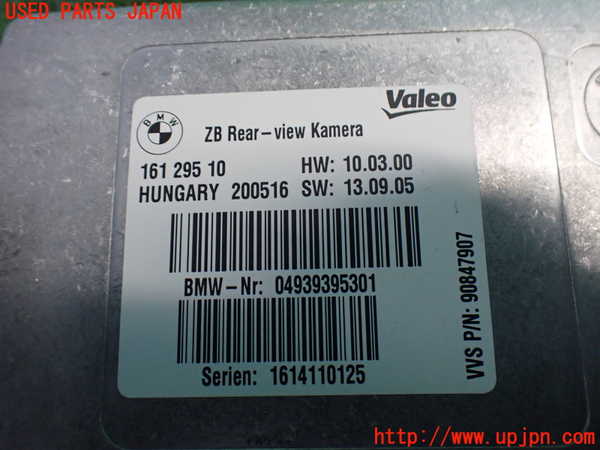 USED PARTS JAPAN
BMW
Valeo
ZB Rear-view Kamera
161 295 10 HW: 10.03.00
HUNGARY 200516 SW: 13.09.05
BMW-Nr: 04939395301
Serien: 1614110125
VVS P/N: 90847907
http://www.upjpn.com/